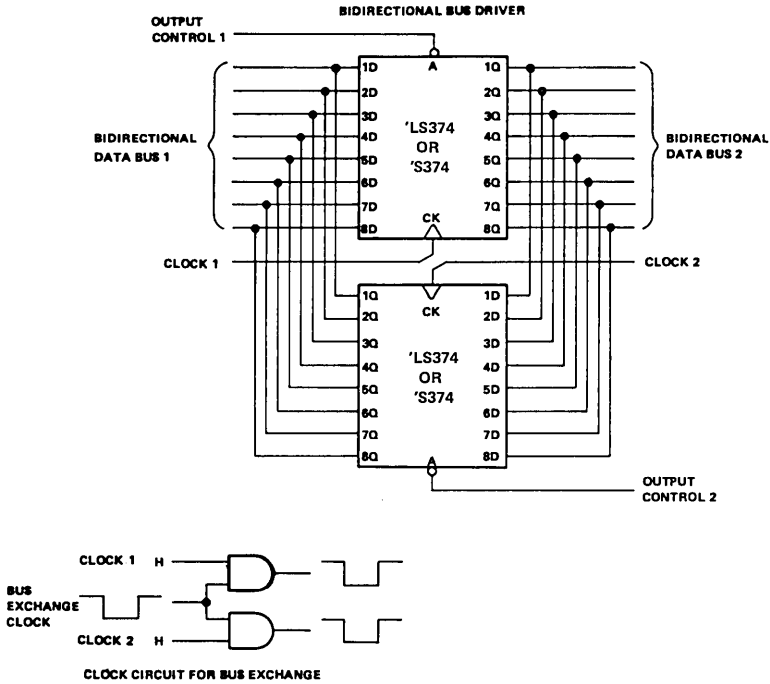 BIDIRECTIONAL BUS DRIVER
OUTPUT
CONTROL 1
A
1D
2D
3D
4D
5D
6D
7D
8D
'LS374
OR
'S374
CK
1Q
2Q
3Q
4Q
5Q
6Q
7Q
8Q
BIDIRECTIONAL
DATA BUS 1
BIDIRECTIONAL
DATA BUS 2
CLOCK 1
CLOCK 2
CK
1Q
2Q
3Q
4Q
5Q
6Q
7Q
8Q
'LS374
OR
'S374
1D
2D
3D
4D
5D
6D
7D
8D
A
OUTPUT
CONTROL 2
CLOCK 1 H
BUS
EXCHANGE
CLOCK
CLOCK 2 H
CLOCK CIRCUIT FOR BUS EXCHANGE